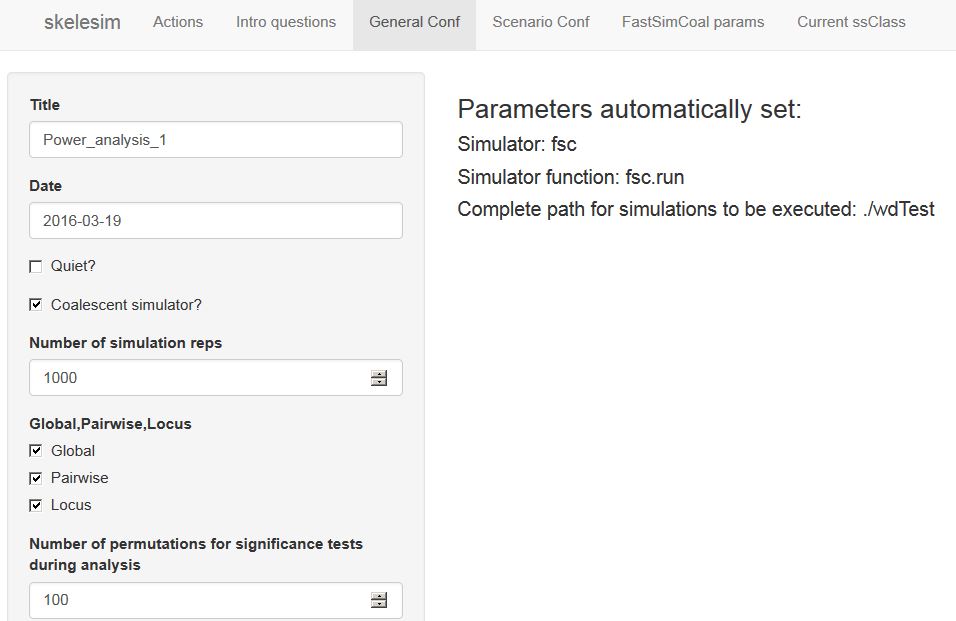 skelesim Actions Intro questions General Conf Scenario Conf FastSimCoal params Current ssClass
Title
Power_analysis_1
Date
2016-03-19
Quiet?
Coalescent simulator?
Number of simulation reps
1000
Global,Pairwise,Locus
Global
Pairwise
Locus
Number of permutations for significance tests
during analysis
100
Parameters automatically set:
Simulator: fsc
Simulator function: fsc.run
Complete path for simulations to be executed: ./wdTest